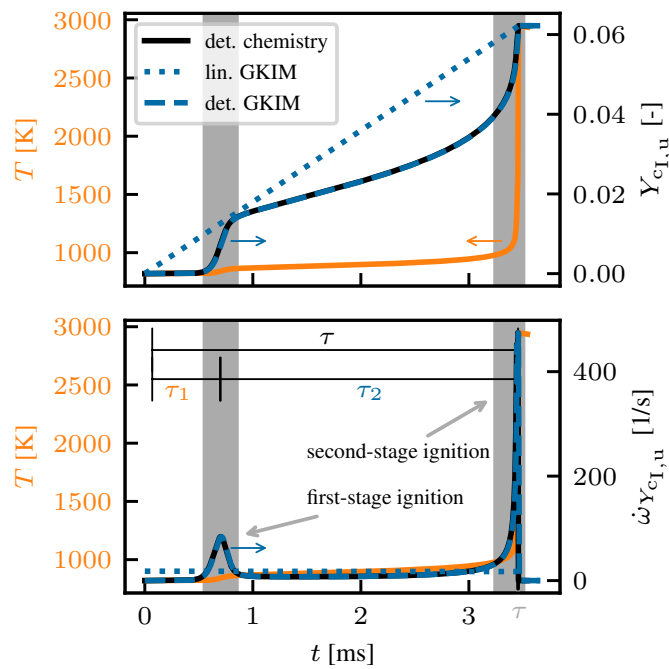 3000
2500
2000
1500
1000
T [K]
det. chemistry
lin. GKIM
det. GKIM
0.06
0.04
0.02
0.00
Y_{c_{I,u}} [-]
3000
2500
2000
1500
1000
T [K]
τ
τ₁ τ₂
second-stage ignition
first-stage ignition
400
200
0
ω̇_{Y_{c_{I,u}}} [1/s]
0 1 2 3 τ
t [ms]